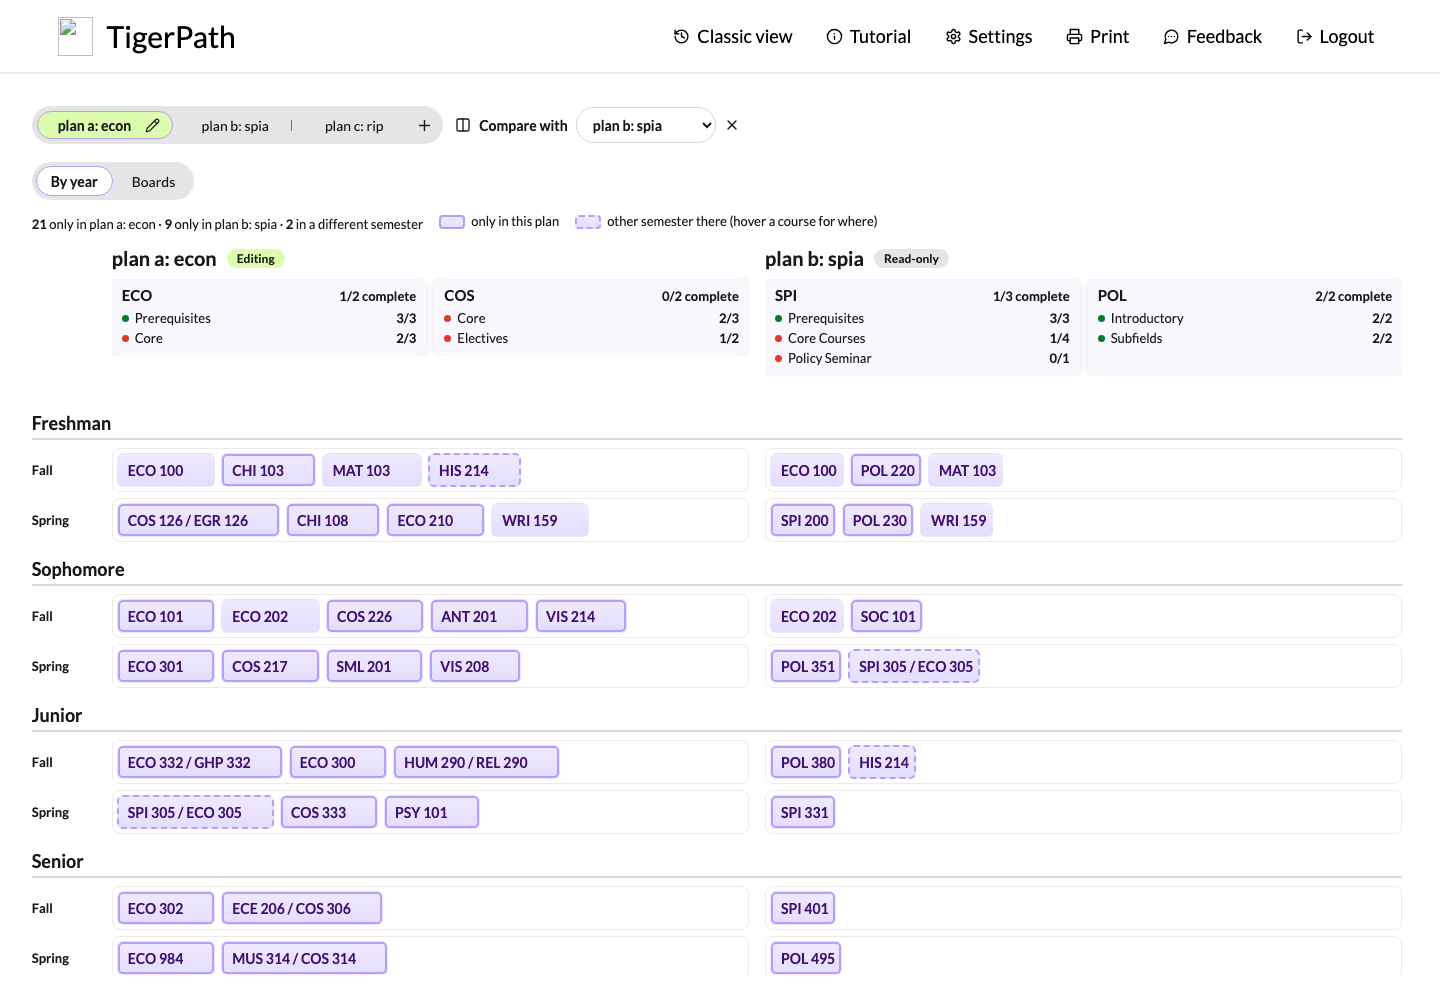 TigerPath
Classic view
Tutorial
Settings
Print
Feedback
Logout
plan a: econ
plan b: spia
plan c: rip
Compare with
plan b: spia
By year
Boards
21 only in plan a: econ · 9 only in plan b: spia · 2 in a different semester
only in this plan
other semester there (hover a course for where)
plan a: econ Editing
ECO 1/2 complete
Prerequisites 3/3
Core 2/3
COS 0/2 complete
Core 2/3
Electives 1/2
plan b: spia Read-only
SPI 1/3 complete
Prerequisites 3/3
Core Courses 1/4
Policy Seminar 0/1
POL 2/2 complete
Introductory 2/2
Subfields 2/2
Freshman
Fall ECO 100 CHI 103 MAT 103 HIS 214 ECO 100 POL 220 MAT 103
Spring COS 126 / EGR 126 CHI 108 ECO 210 WRI 159 SPI 200 POL 230 WRI 159
Sophomore
Fall ECO 101 ECO 202 COS 226 ANT 201 VIS 214 ECO 202 SOC 101
Spring ECO 301 COS 217 SML 201 VIS 208 POL 351 SPI 305 / ECO 305
Junior
Fall ECO 332 / GHP 332 ECO 300 HUM 290 / REL 290 POL 380 HIS 214
Spring SPI 305 / ECO 305 COS 333 PSY 101 SPI 331
Senior
Fall ECO 302 ECE 206 / COS 306 SPI 401
Spring ECO 984 MUS 314 / COS 314 POL 495